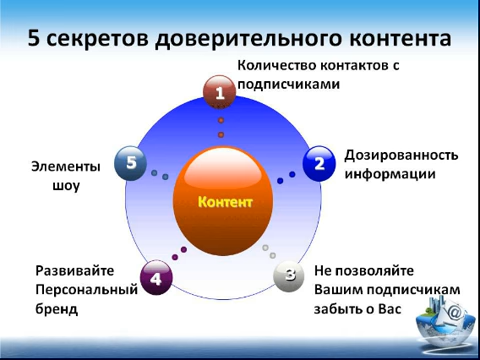 5 секретов доверительного контента
1
Количество контактов с
подписчиками
2
Дозированность
информации
3
Не позволяйте
Вашим подписчикам
забыть о Вас
4
Развивайте
Персональный
бренд
5
Элементы
шоу
Контент
@